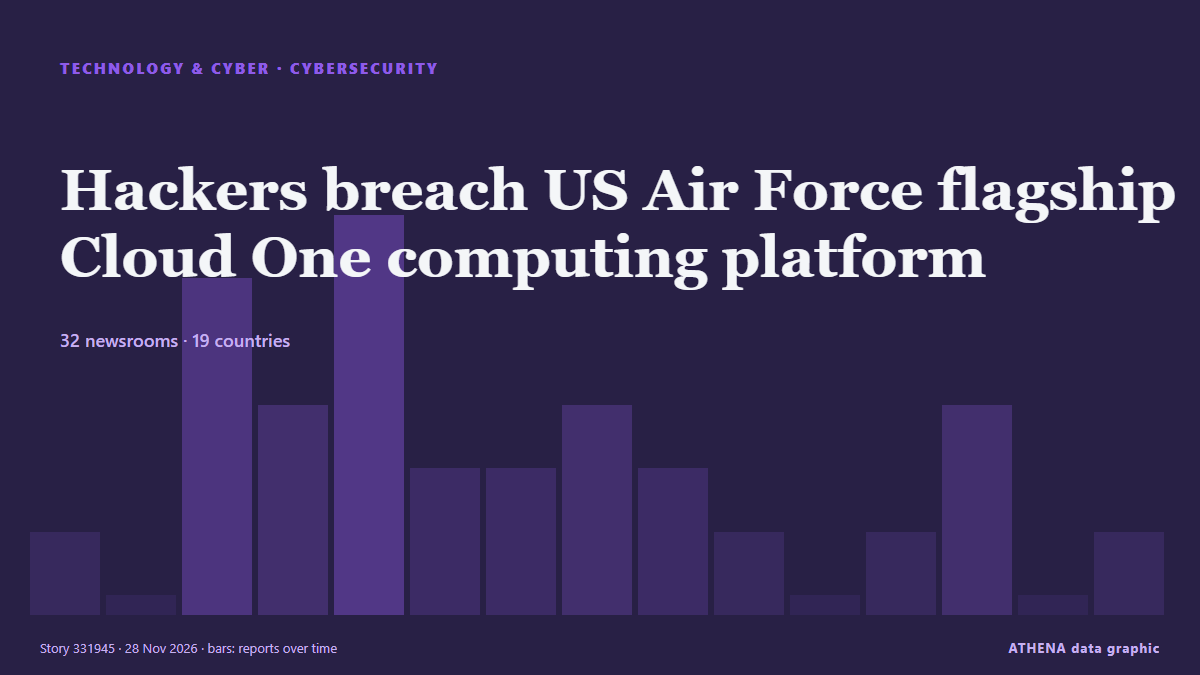 TECHNOLOGY & CYBER · CYBERSECURITY
Hackers breach US Air Force flagship
Cloud One computing platform
32 newsrooms · 19 countries
Story 331945 · 28 Nov 2026 · bars: reports over time
ATHENA data graphic